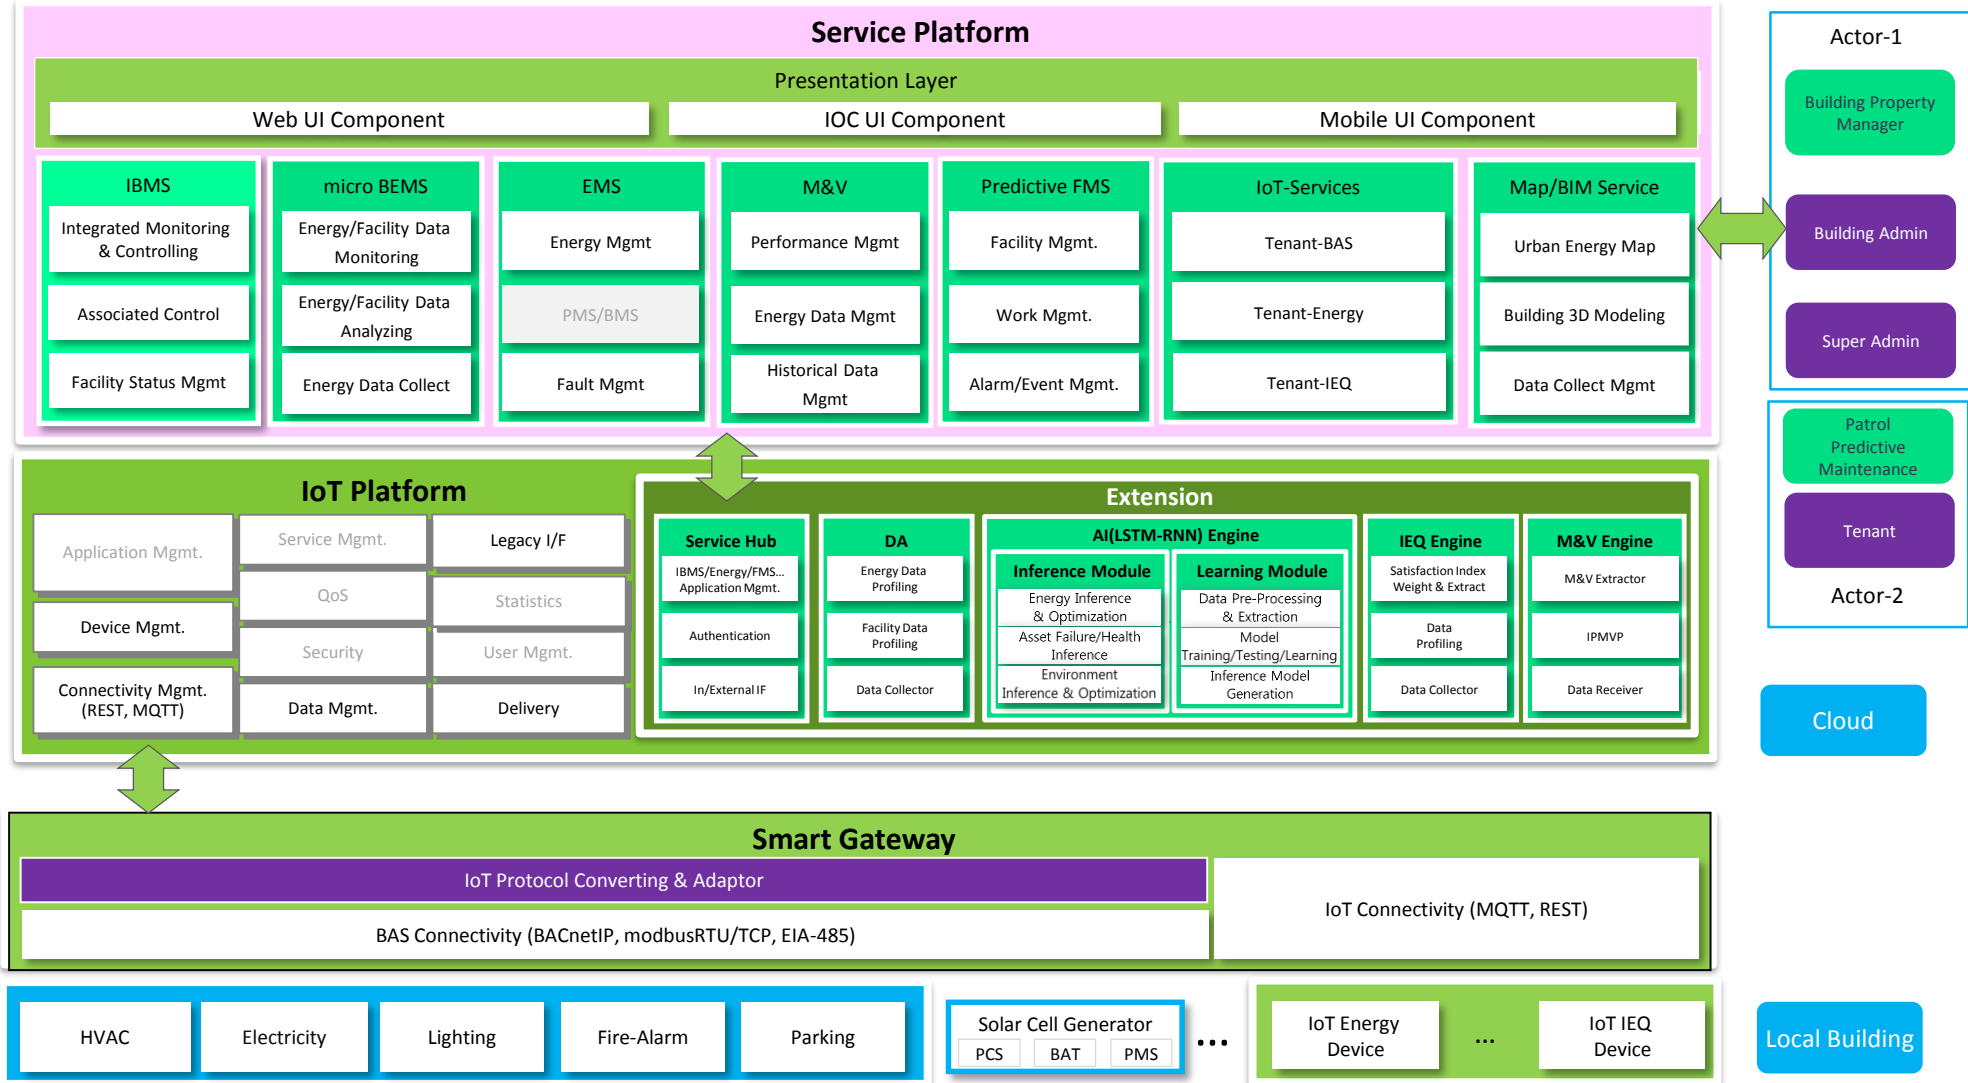 Service Platform
Presentation Layer
Web UI Component
IOC UI Component
Mobile UI Component
IBMS
Integrated Monitoring
& Controlling
Associated Control
Facility Status Mgmt
micro BEMS
Energy/Facility Data
Monitoring
Energy/Facility Data
Analyzing
Energy Data Collect
EMS
Energy Mgmt
PMS/BMS
Fault Mgmt
M&V
Performance Mgmt
Energy Data Mgmt
Historical Data
Mgmt
Predictive FMS
Facility Mgmt.
Work Mgmt.
Alarm/Event Mgmt.
IoT-Services
Tenant-BAS
Tenant-Energy
Tenant-IEQ
Map/BIM Service
Urban Energy Map
Building 3D Modeling
Data Collect Mgmt
Actor-1
Building Property
Manager
Building Admin
Super Admin
Patrol
Predictive
Maintenance
Tenant
Actor-2
IoT Platform
Application Mgmt.
Device Mgmt.
Connectivity Mgmt.
(REST, MQTT)
Service Mgmt.
QoS
Security
Data Mgmt.
Legacy I/F
Statistics
User Mgmt.
Delivery
Extension
Service Hub
IBMS/Energy/FMS...
Application Mgmt.
Authentication
In/External IF
DA
Energy Data
Profiling
Facility Data
Profiling
Data Collector
AI(LSTM-RNN) Engine
Inference Module
Energy Inference
& Optimization
Asset Failure/Health
Inference
Environment
Inference & Optimization
Learning Module
Data Pre-Processing
& Extraction
Model
Training/Testing/Learning
Inference Model
Generation
IEQ Engine
Satisfaction Index
Weight & Extract
Data
Profiling
Data Collector
M&V Engine
M&V Extractor
IPMVP
Data Receiver
Cloud
Smart Gateway
IoT Protocol Converting & Adaptor
BAS Connectivity (BACnetIP, modbusRTU/TCP, EIA-485)
IoT Connectivity (MQTT, REST)
HVAC
Electricity
Lighting
Fire-Alarm
Parking
Solar Cell Generator
PCS
BAT
PMS
...
IoT Energy
Device
...
IoT IEQ
Device
Local Building